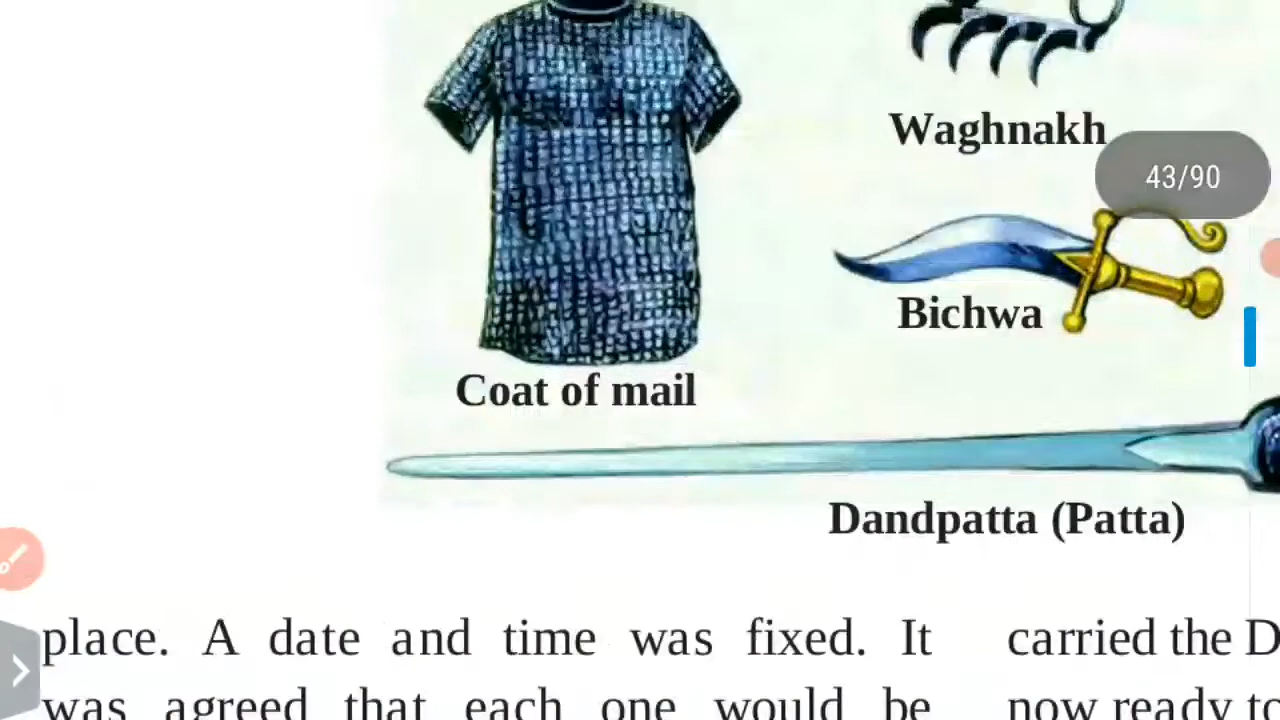 Waghnakh
43/90
Bichwa
Coat of mail
Dandpatta (Patta)
place. A date and time was fixed. It
was agreed that each one would be
carried the D
now ready to